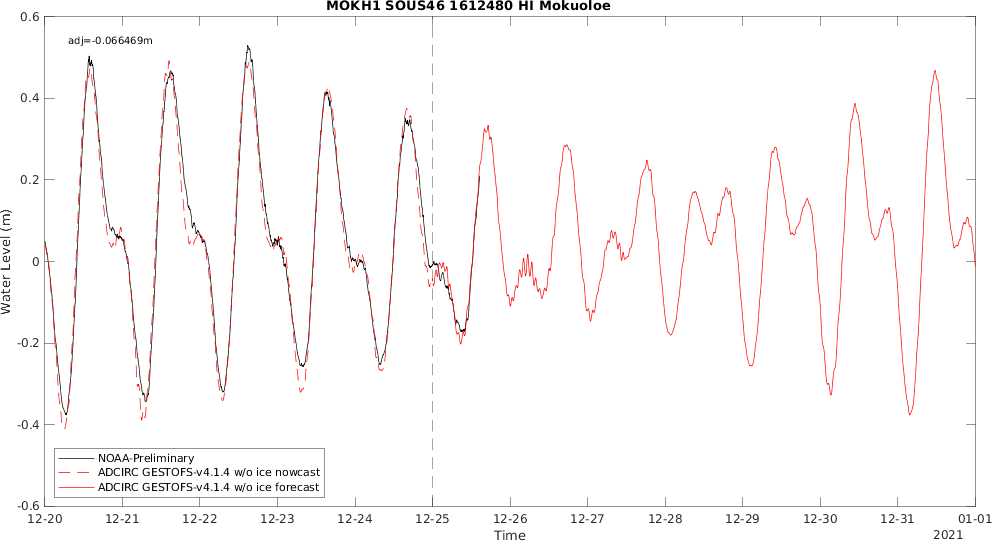 MOKH1 SOUS46 1612480 HI Mokuoloe
adj=-0.066469m
0.6
0.4
0.2
0
-0.2
-0.4
-0.6
Water Level (m)
NOAA-Preliminary
ADCIRC GESTOFS-v4.1.4 w/o ice nowcast
ADCIRC GESTOFS-v4.1.4 w/o ice forecast
12-20 12-21 12-22 12-23 12-24 12-25 12-26 12-27 12-28 12-29 12-30 12-31 01-01
Time
2021